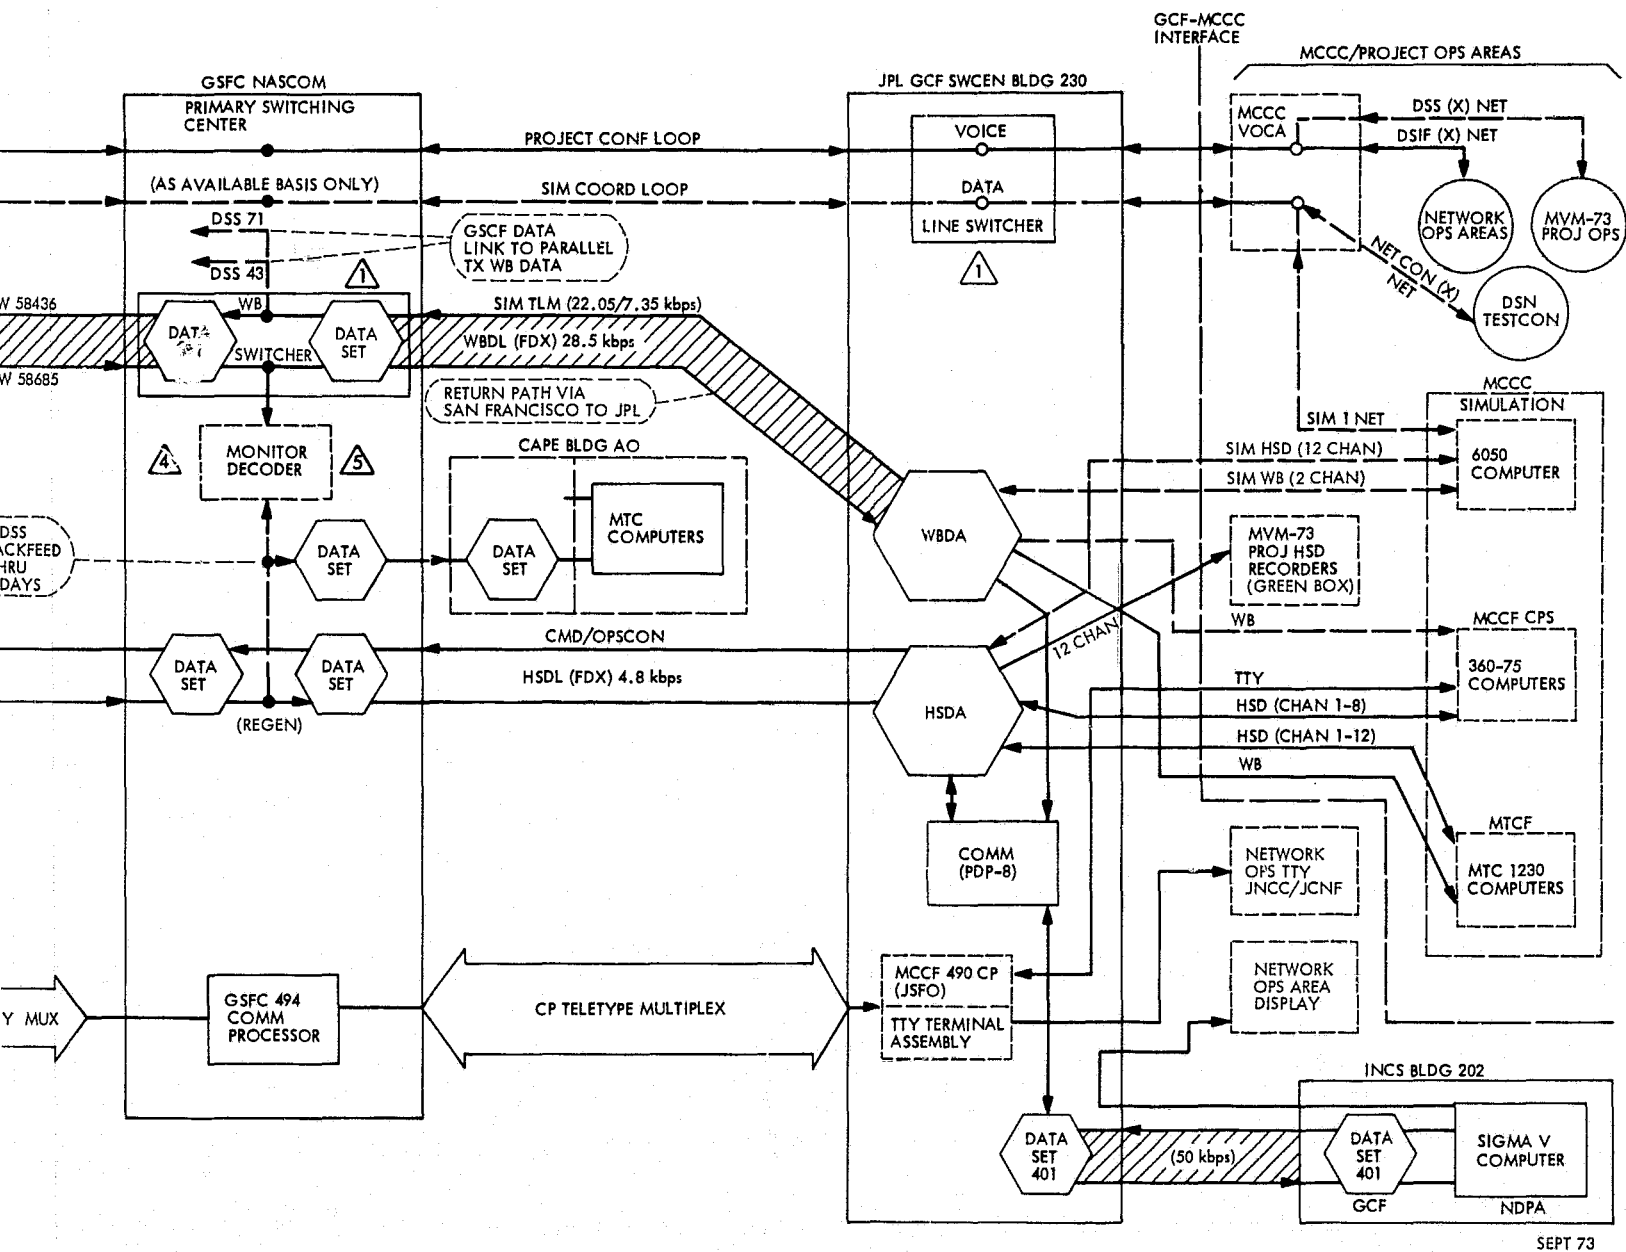 GCF-MCCC
INTERFACE
MCCC/PROJECT OPS AREAS
GSFC NASCOM
PRIMARY SWITCHING
CENTER
JPL GCF SWCEN BLDG 230
PROJECT CONF LOOP
VOICE
MCCC
VOCA
DSS (X) NET
DSIF (X) NET
(AS AVAILABLE BASIS ONLY)
SIM COORD LOOP
DATA
LINE SWITCHER
1
NETWORK
OPS AREAS
MVM-73
PROJ OPS
DSS 71
DSS 43
GSCF DATA
LINK TO PARALLEL
TX WB DATA
1
NETCON (X)
NET
DSN
TESTCON
W 58436
WB
DATA
SWITCHER
DATA
SET
SIM TLM (22.05/7.35 kbps)
WBDL (FDX) 28.5 kbps
W 58685
RETURN PATH VIA
SAN FRANCISCO TO JPL
MCCC
SIMULATION
SIM 1 NET
SIM HSD (12 CHAN)
SIM WB (2 CHAN)
6050
COMPUTER
4
MONITOR
DECODER
5
CAPE BLDG AO
MTC
COMPUTERS
DSS
ACKFEED
HRU
DAYS
DATA
SET
DATA
SET
WBDA
MVM-73
PROJ HSD
RECORDERS
(GREEN BOX)
CMD/OPSCON
12 CHAN
WB
MCCF CPS
360-75
COMPUTERS
DATA
SET
DATA
SET
(REGEN)
HSDL (FDX) 4.8 kbps
HSDA
TTY
HSD (CHAN 1-8)
HSD (CHAN 1-12)
WB
COMM
(PDP-8)
NETWORK
OPS TTY
JNCC/JCNF
MTCF
MTC 1230
COMPUTERS
Y MUX
GSFC 494
COMM
PROCESSOR
CP TELETYPE MULTIPLEX
MCCF 490 CP
(JSFO)
TTY TERMINAL
ASSEMBLY
NETWORK
OPS AREA
DISPLAY
INCS BLDG 202
DATA
SET
401
(50 kbps)
DATA
SET
401
GCF
SIGMA V
COMPUTER
NDPA
SEPT 73